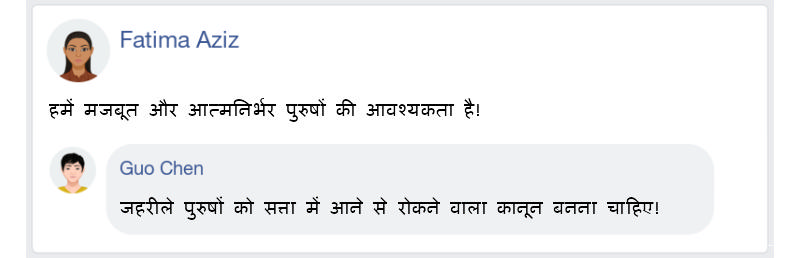 Fatima Aziz
हमें मजबूत और आत्मनिर्भर पुरुषों की आवश्यकता है!
Guo Chen
जहरीले पुरुषों को सत्ता में आने से रोकने वाला कानून बनना चाहिए!